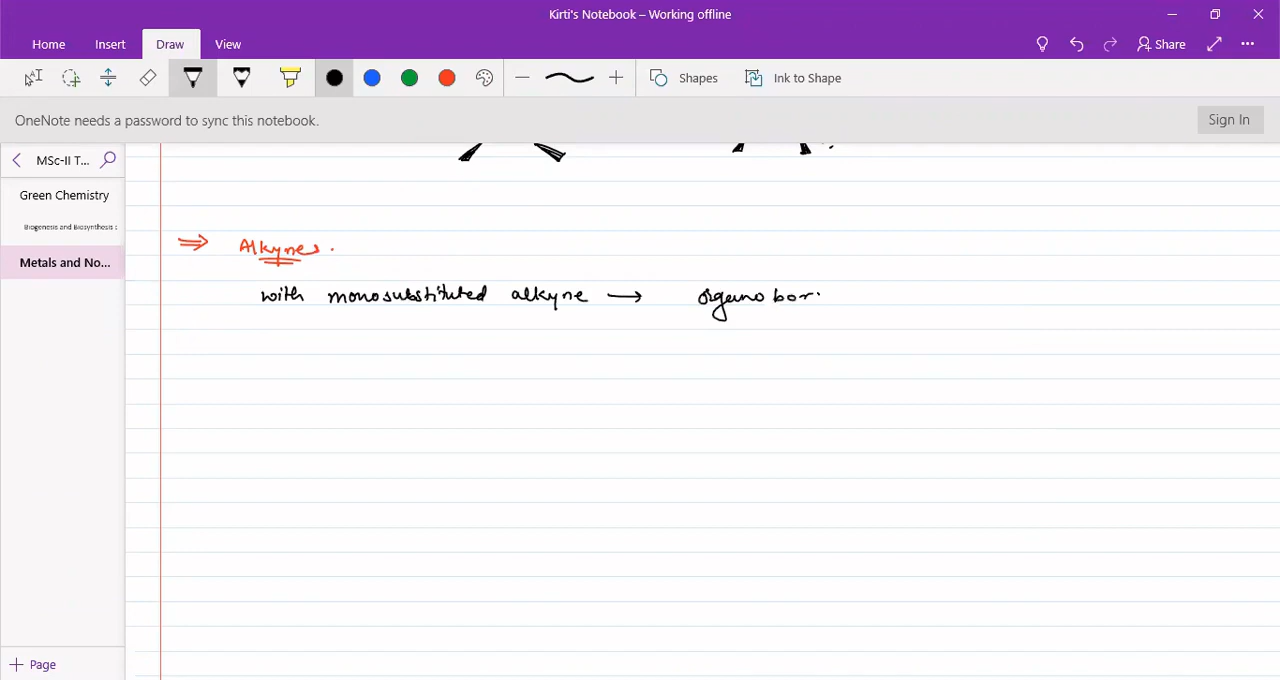 Kirti's Notebook – Working offline
Home Insert Draw View
Share
Shapes Ink to Shape
OneNote needs a password to sync this notebook. Sign In
MSc-II T...
Green Chemistry
Biogenesis and Biosynthesis
Metals and No...
⇒ Alkynes.
with monosubstituted alkyne → organo bor
+ Page